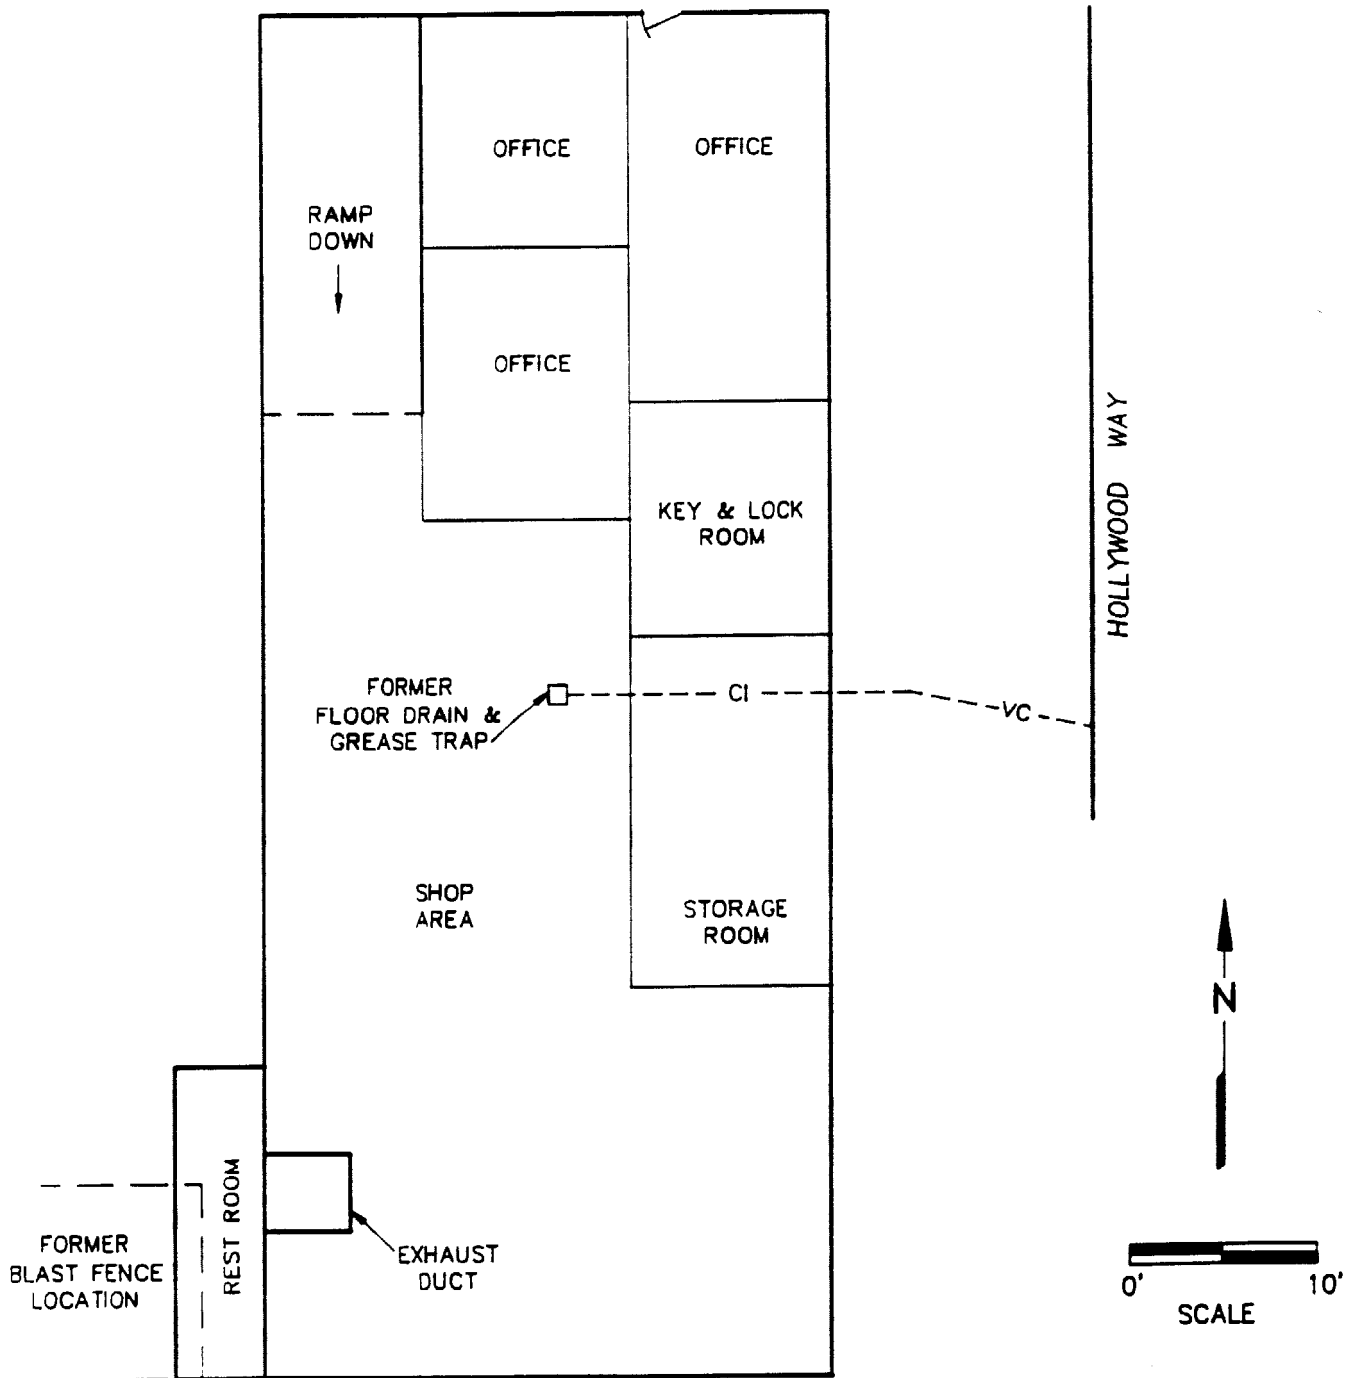 OFFICE
OFFICE
RAMP
DOWN
OFFICE
HOLLYWOOD WAY
KEY & LOCK
ROOM
FORMER
FLOOR DRAIN &
GREASE TRAP
CI
VC
SHOP
AREA
STORAGE
ROOM
N
REST ROOM
FORMER
BLAST FENCE
LOCATION
EXHAUST
DUCT
0' 10'
SCALE